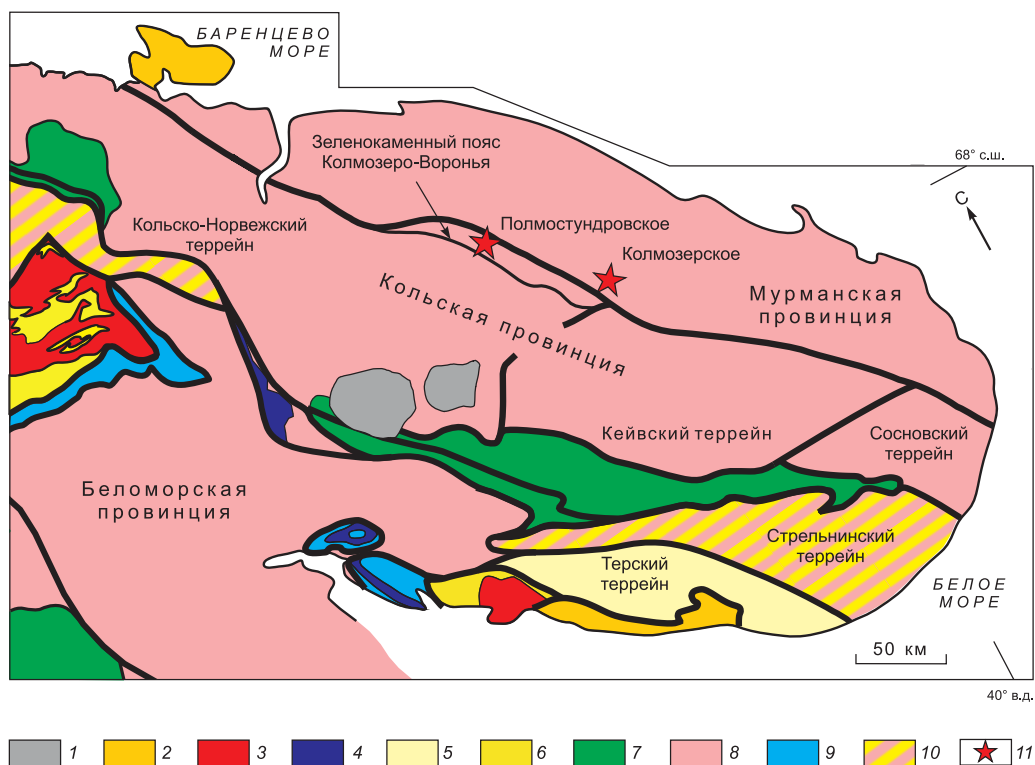 БАРЕНЦЕВО
МОРЕ
Зеленокаменный пояс
Колмозеро-Воронья
68° с.ш.
С
Кольско-Норвежский
террейн
Полмостундровское
Колмозерское
Кольская провинция
Мурманская
провинция
Кейвский террейн
Сосновский
террейн
Беломорская
провинция
Стрельнинский
террейн
Терский
террейн
БЕЛОЕ
МОРЕ
50 км
40° в.д.
1 2 3 4 5 6 7 8 9 10 11